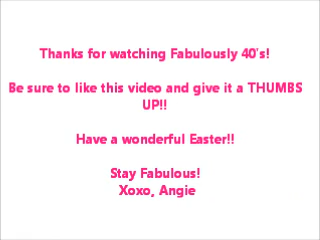 Thanks for watching Fabulously 40's!
Be sure to like this video and give it a THUMBS
UP!!
Have a wonderful Easter!!
Stay Fabulous!
Xoxo, Angie